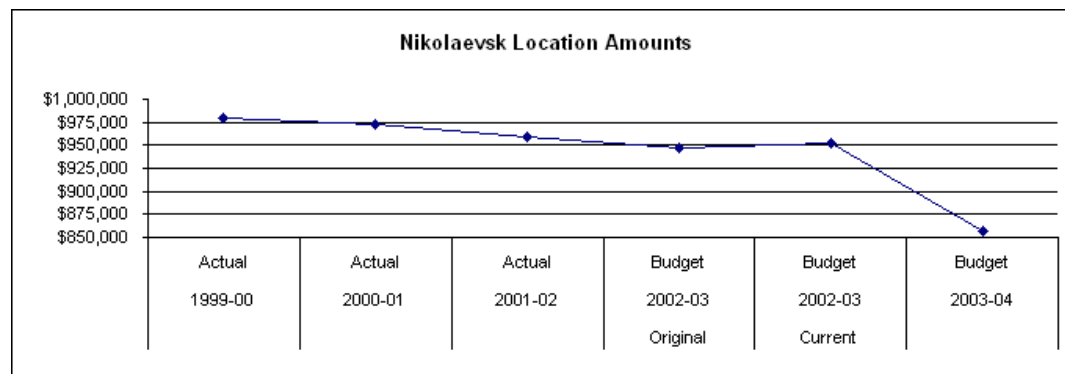 Nikolaevsk Location Amounts
$1,000,000
$975,000
$950,000
$925,000
$900,000
$875,000
$850,000
Actual Actual Actual Budget Budget Budget
1999-00 2000-01 2001-02 2002-03 2002-03 2003-04
Original Current